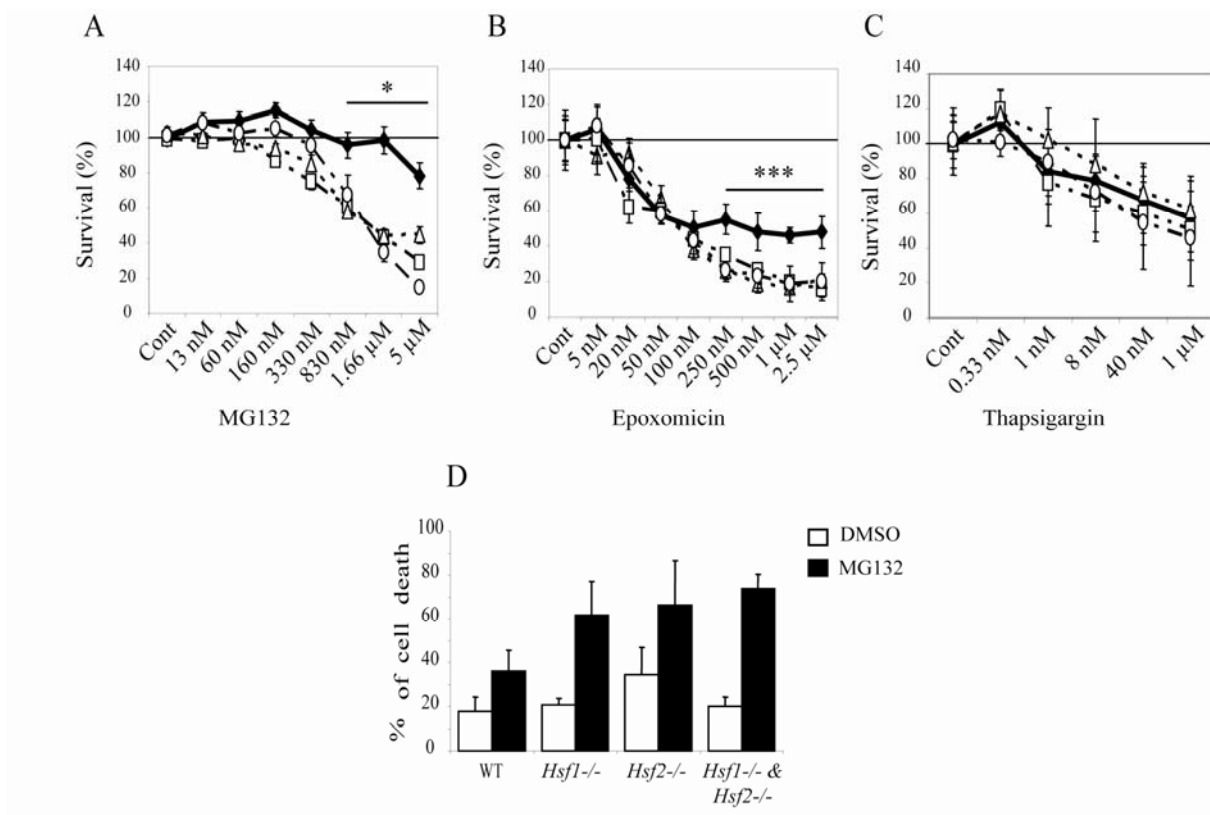 A
Survival (%)
140
120
100
80
60
40
20
0
*
Cont
13 nM
60 nM
160 nM
330 nM
830 nM
1.66 µM
5 µM
MG132
B
Survival (%)
140
120
100
80
60
40
20
0
***
Cont
5 nM
20 nM
50 nM
100 nM
250 nM
500 nM
1 µM
2.5 µM
Epoxomicin
C
Survival (%)
140
120
100
80
60
40
20
0
Cont
0.33 nM
1 nM
8 nM
40 nM
1 µM
Thapsigargin
D
% of cell death
100
80
60
40
20
0
WT
Hsf1-/-
Hsf2-/-
Hsf1-/- &
Hsf2-/-
DMSO
MG132